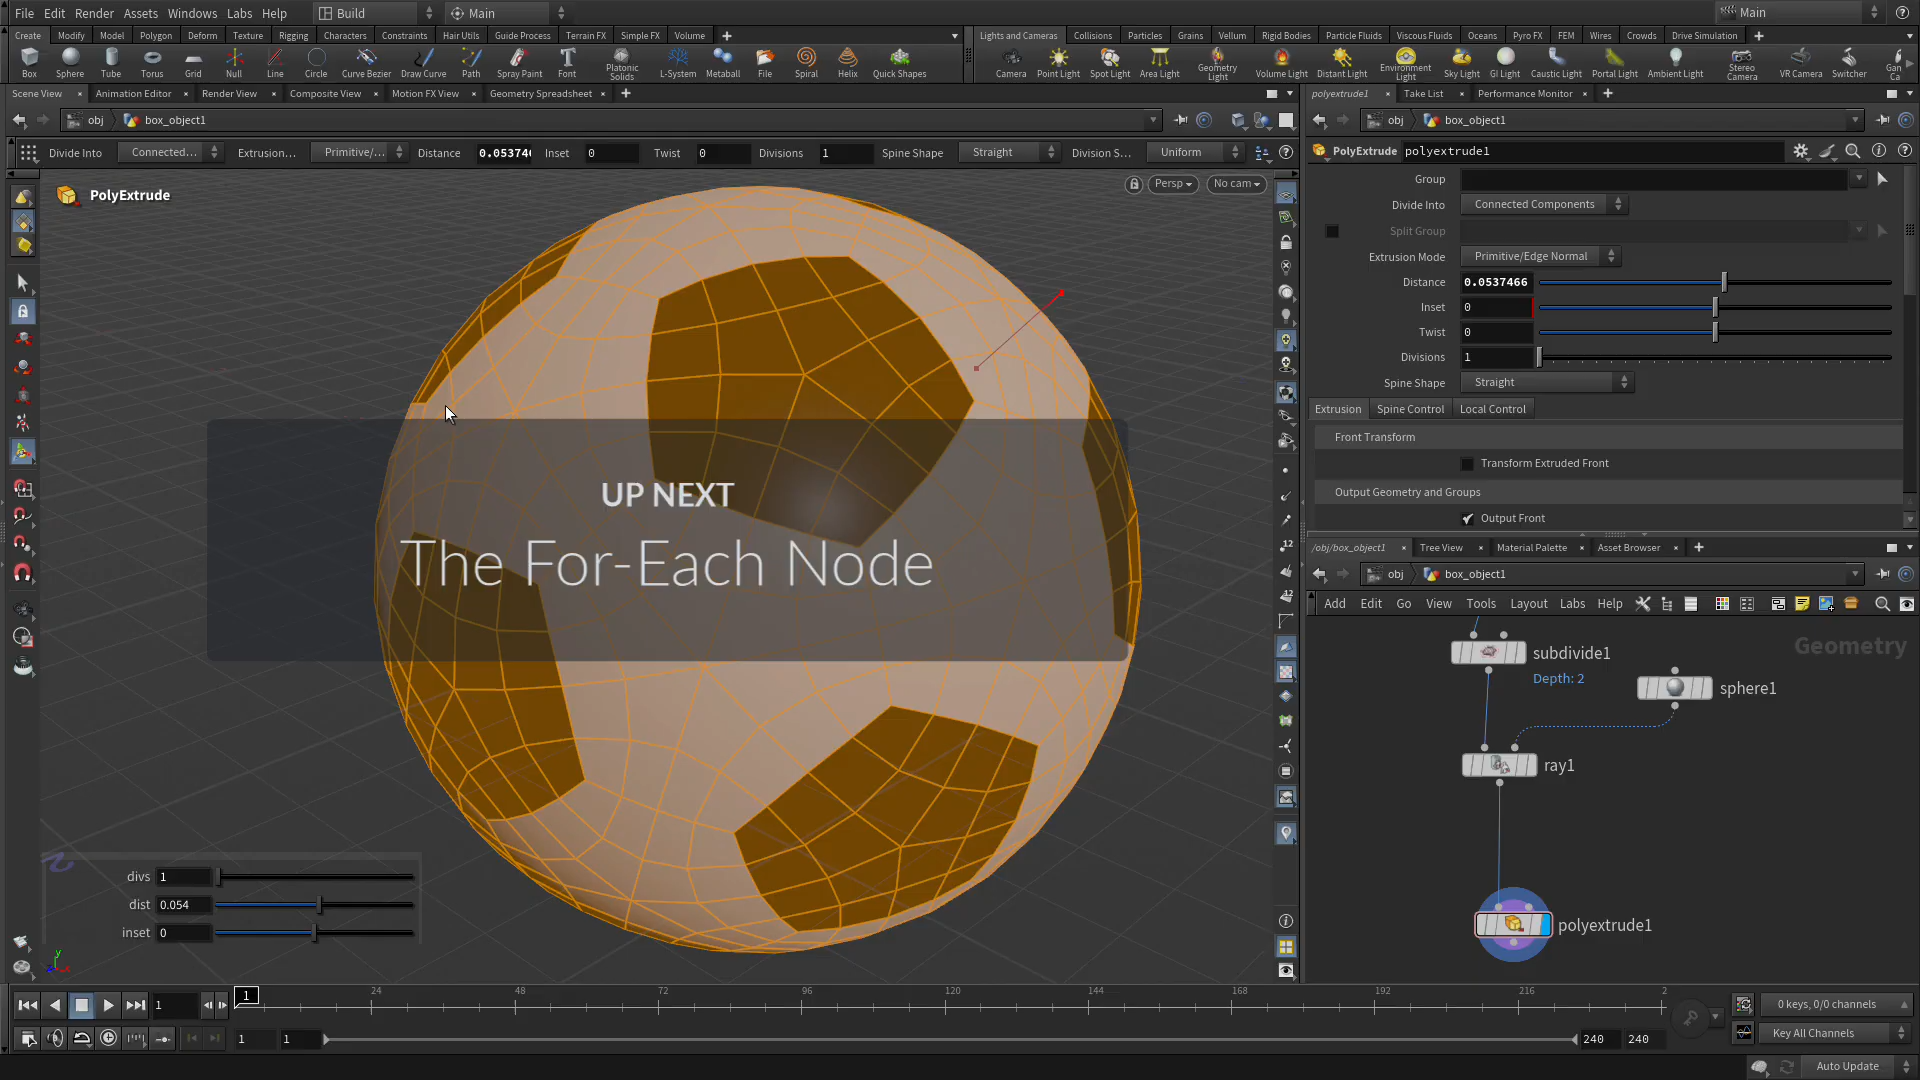 File Edit Render Assets Windows Labs Help Build Main Main
Create Modify Model Polygon Deform Texture Rigging Characters Constraints Hair Utils Guide Process Terrain FX Simple FX Volume
Lights and Cameras Collisions Particles Grains Vellum Rigid Bodies Particle Fluids Viscous Fluids Oceans Pyro FX FEM Wires Crowds Drive Simulation
Box Sphere Tube Torus Grid Null Line Circle Curve Bezier Draw Curve Path Spray Paint Font Platonic Solids L-System Metaball File Spiral Helix Quick Shapes
Camera Point Light Spot Light Area Light Geometry Light Volume Light Distant Light Environment Light Sky Light GI Light Caustic Light Portal Light Ambient Light Stereo Camera VR Camera Switcher Gan Ca
Scene View Animation Editor Render View Composite View Motion FX View Geometry Spreadsheet
polyextrude1 Take List Performance Monitor
obj box_object1
obj box_object1
Divide Into Connected... Extrusion... Primitive/... Distance 0.05374 Inset 0 Twist 0 Divisions 1 Spine Shape Straight Division S... Uniform
PolyExtrude polyextrude1
PolyExtrude
Persp No cam
Group
Divide Into Connected Components
Split Group
Extrusion Mode Primitive/Edge Normal
Distance 0.0537466
Inset 0
Twist 0
Divisions 1
Spine Shape Straight
Extrusion Spine Control Local Control
Front Transform
Transform Extruded Front
Output Geometry and Groups
Output Front
UP NEXT
The For-Each Node
/obj/box_object1 Tree View Material Palette Asset Browser
obj box_object1
Add Edit Go View Tools Layout Labs Help
Geometry
subdivide1
Depth: 2
sphere1
ray1
polyextrude1
12
12
divs 1
dist 0.054
inset 0
y
1 1 24 48 72 96 120 144 168 192 216 2
0 keys, 0/0 channels
1 1 240 240
Key All Channels
Auto Update